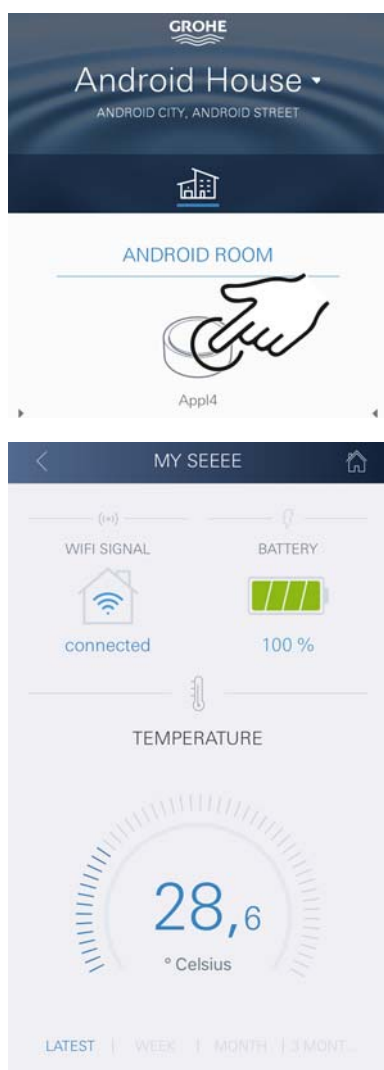 GROHE
Android House
ANDROID CITY, ANDROID STREET
ANDROID ROOM
Appl4
MY SEEEE
WIFI SIGNAL BATTERY
connected 100 %
TEMPERATURE
28,6
° Celsius
LATEST | WEEK | MONTH | 3 MONT...